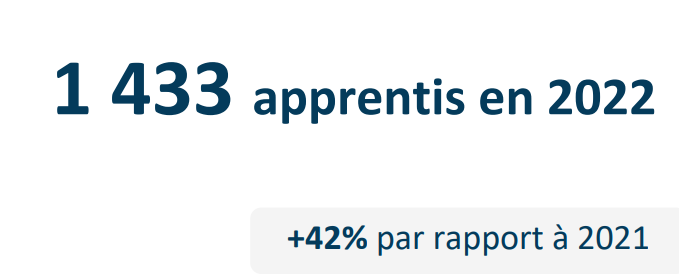 1 433 apprentis en 2022
+42% par rapport à 2021